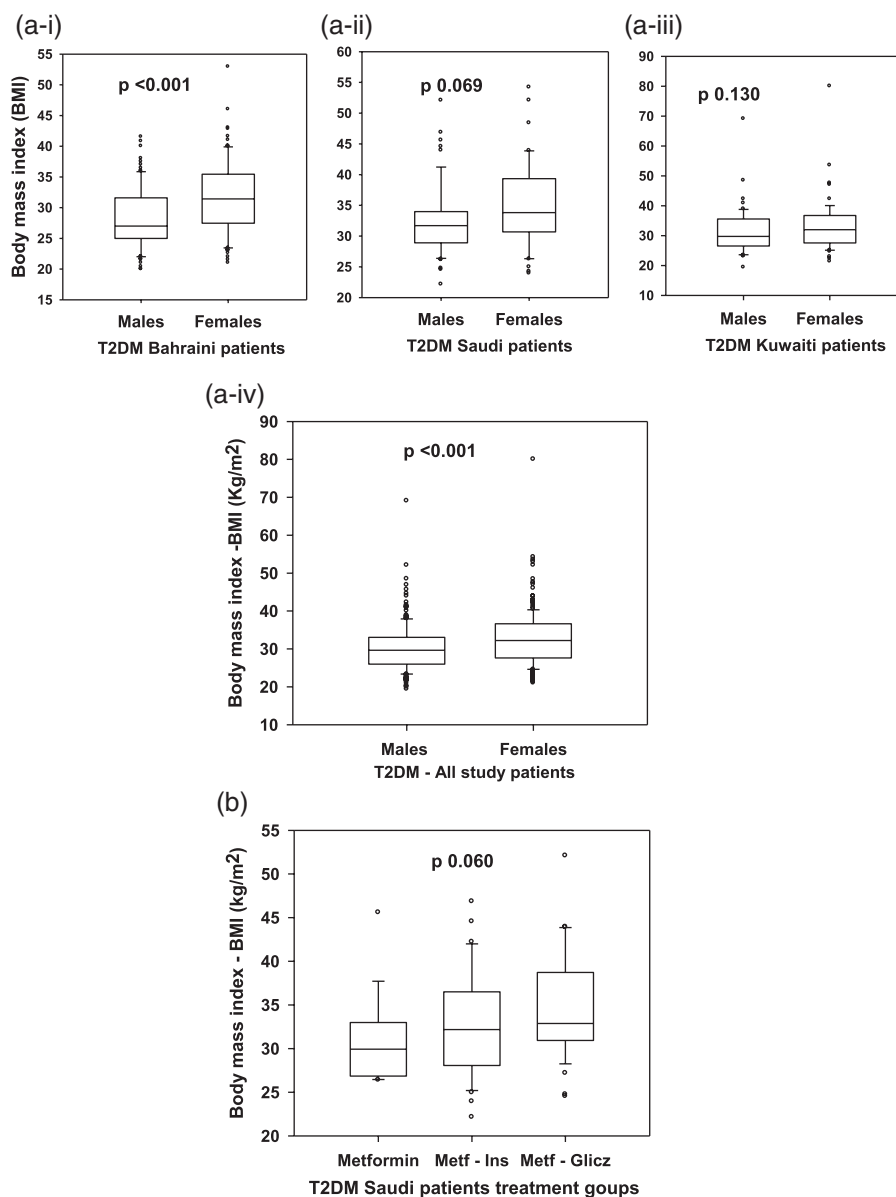 (a-i)
(a-ii)
(a-iii)
Body mass index (BMI)
55
50
45
40
35
30
25
20
15
p <0.001
Males Females
T2DM Bahraini patients
60
55
50
45
40
35
30
25
20
p 0.069
Males Females
T2DM Saudi patients
90
80
70
60
50
40
30
20
10
p 0.130
Males Females
T2DM Kuwaiti patients
(a-iv)
Body mass index -BMI (Kg/m2)
90
80
70
60
50
40
30
20
10
p <0.001
Males Females
T2DM - All study patients
(b)
Body mass index - BMI (kg/m2)
55
50
45
40
35
30
25
20
p 0.060
Metformin Metf - Ins Metf - Glicz
T2DM Saudi patients treatment goups